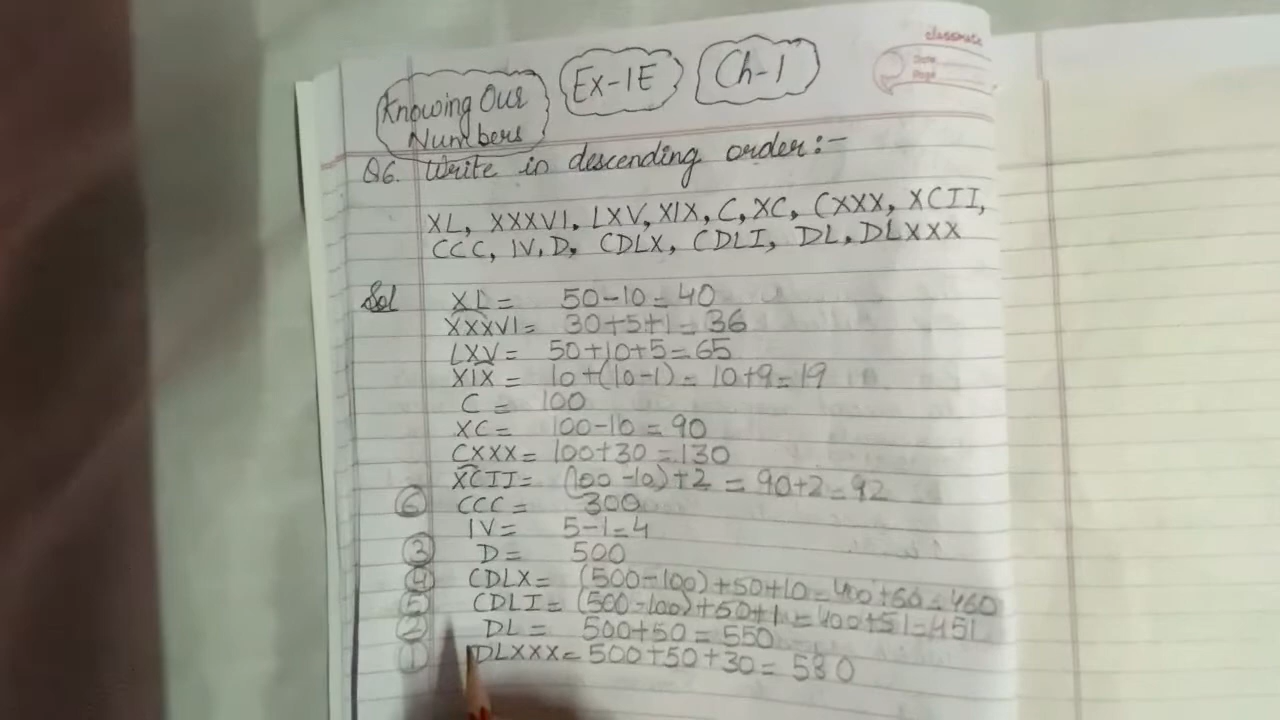 classmate
Date
Page
Knowing Our Numbers
Ex-1E
Ch-1
Q6. Write in descending order:-
XL, XXXVI, LXV, XIX, C, XC, CXXX, XCII,
CCC, IV, D, CDLX, CDLI, DL, DLXXX
Sol XL = 50-10=40
XXXVI= 30+5+1=36
LXV = 50+10+5=65
XIX = 10+(10-1)= 10+9=19
C = 100
XC = 100-10=90
CXXX= 100+30=130
XCII= (100-10)+2 = 90+2=92
6 CCC = 300
IV= 5-1=4
3 D = 500
4 CDLX= (500-100)+50+10=400+60=460
5 CDLI= (500-100)+50+1=400+51=451
2 DL = 500+50=550
1 DLXXX= 500+50+30= 580